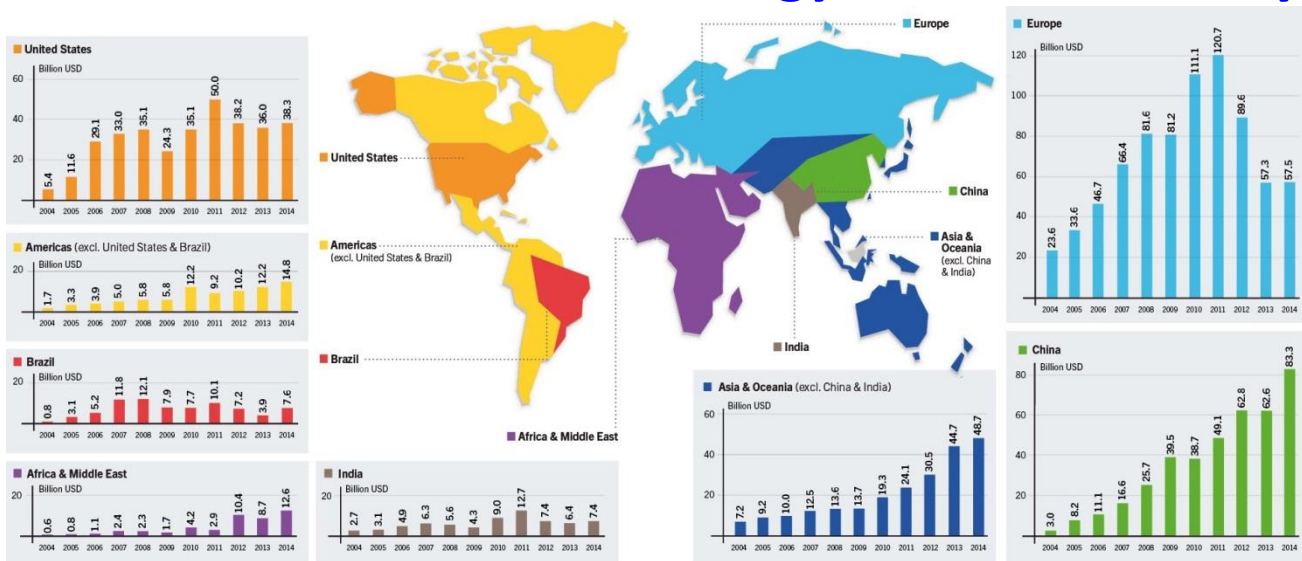 United States
Billion USD
60
40
20
5.4 11.6 29.1 33.0 35.1 24.3 35.1 50.0 38.2 36.0 38.3
2004 2005 2006 2007 2008 2009 2010 2011 2012 2013 2014
Americas (excl. United States & Brazil)
Billion USD
20
1.7 3.3 3.9 5.0 5.8 5.8 12.2 9.2 10.2 12.2 14.8
2004 2005 2006 2007 2008 2009 2010 2011 2012 2013 2014
Brazil
Billion USD
20
0.8 3.1 5.2 11.8 12.1 7.9 7.7 10.1 7.2 3.9 7.6
2004 2005 2006 2007 2008 2009 2010 2011 2012 2013 2014
Africa & Middle East
Billion USD
20
0.6 0.8 1.1 2.4 2.3 1.7 4.2 2.9 10.4 8.7 12.6
2004 2005 2006 2007 2008 2009 2010 2011 2012 2013 2014
India
Billion USD
20
2.7 3.1 4.9 6.3 5.6 4.3 9.0 12.7 7.4 6.4 7.4
2004 2005 2006 2007 2008 2009 2010 2011 2012 2013 2014
United States
Americas
(excl. United States & Brazil)
Brazil
Africa & Middle East
Europe
China
Asia &
Oceania
(excl. China
& India)
India
Asia & Oceania (excl. China & India)
Billion USD
60
40
20
7.2 9.2 10.0 12.5 13.6 13.7 19.3 24.1 30.5 44.7 48.7
2004 2005 2006 2007 2008 2009 2010 2011 2012 2013 2014
Europe
Billion USD
120
100
80
60
40
20
23.6 33.6 46.7 66.4 81.6 81.2 111.1 120.7 89.6 57.3 57.5
2004 2005 2006 2007 2008 2009 2010 2011 2012 2013 2014
China
Billion USD
80
60
40
20
3.0 8.2 11.1 16.6 25.7 39.5 38.7 49.1 62.8 62.6 83.3
2004 2005 2006 2007 2008 2009 2010 2011 2012 2013 2014